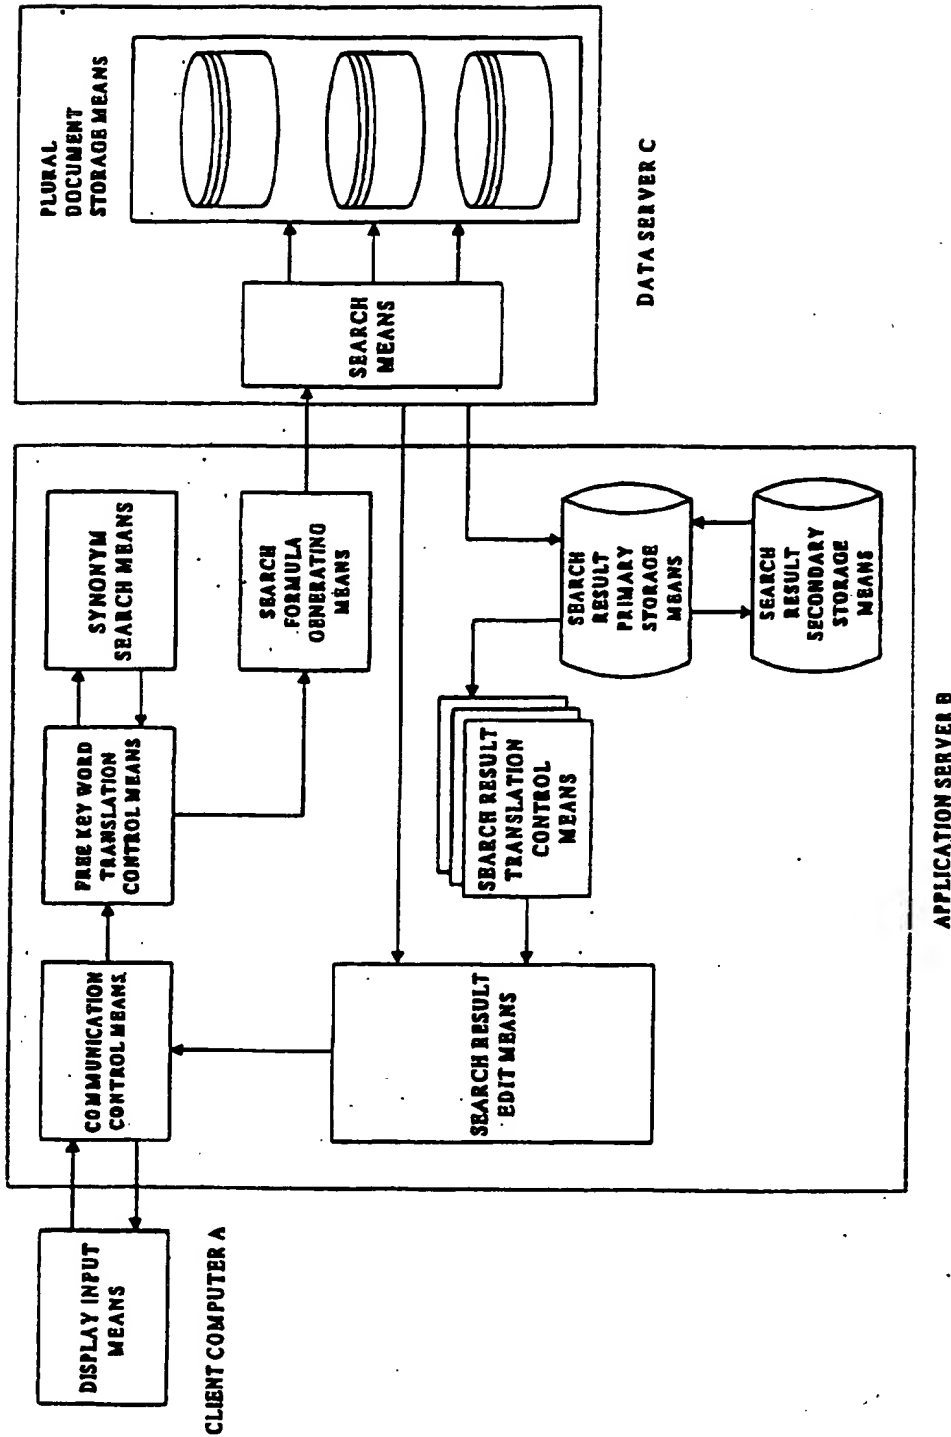 DISPLAY INPUT
MEANS
CLIENT COMPUTER A
COMMUNICATION
CONTROL MEANS
FREE KEY WORD
TRANSLATION
CONTROL MEANS
SYNONYM
SEARCH MEANS
SEARCH
FORMULA
GENERATING
MEANS
SEARCH RESULT
EDIT MEANS
SEARCH RESULT
TRANSLATION
CONTROL
MEANS
SEARCH
RESULT
PRIMARY
STORAGE
MEANS
SEARCH
RESULT
SECONDARY
STORAGE
MEANS
APPLICATION SERVER B
PLURAL
DOCUMENT
STORAGE MEANS
SEARCH
MEANS
DATA SERVER C